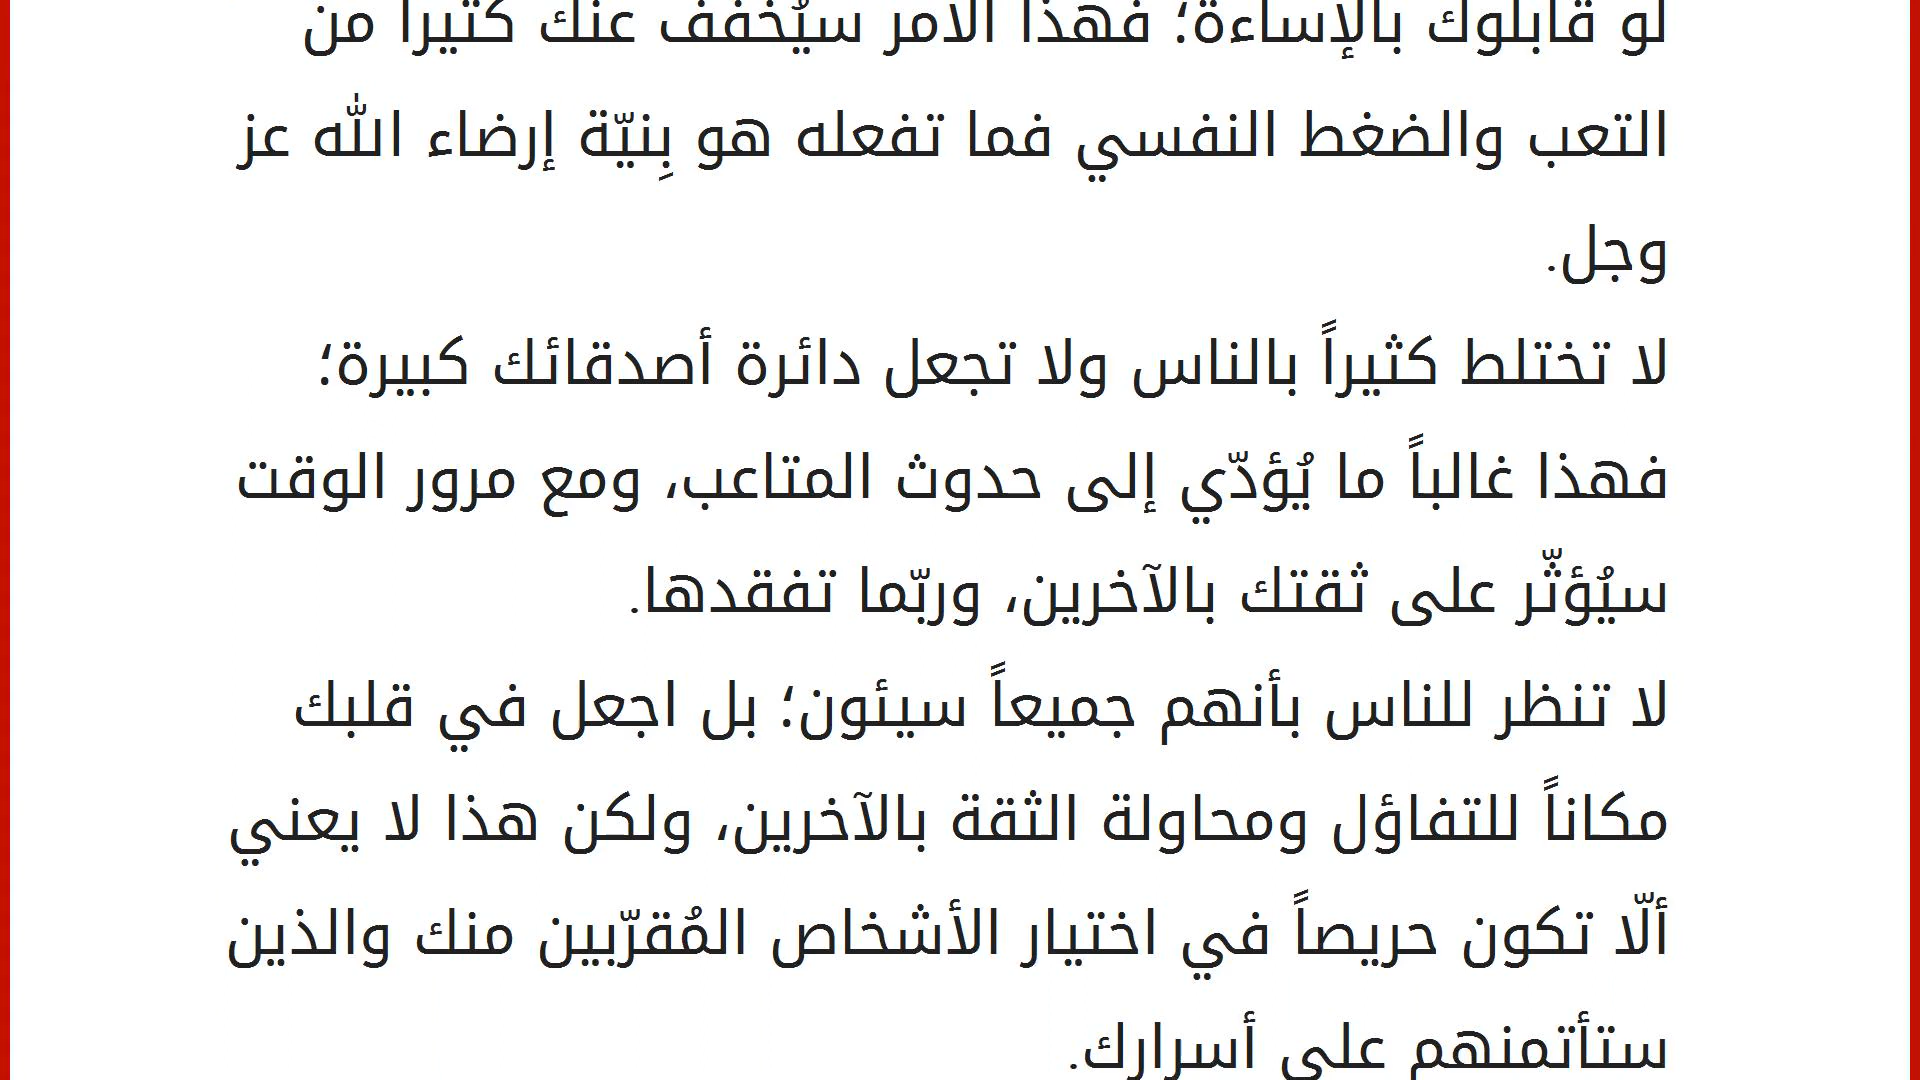 لو قابلوك بالإساءة؛ فهذا الأمر سيُخفف عنك كثيراً من
التعب والضغط النفسي فما تفعله هو بِنيّة إرضاء الله عز
وجل.
لا تختلط كثيراً بالناس ولا تجعل دائرة أصدقائك كبيرة؛
فهذا غالباً ما يُؤدّي إلى حدوث المتاعب، ومع مرور الوقت
سيُؤثّر على ثقتك بالآخرين، وربّما تفقدها.
لا تنظر للناس بأنهم جميعاً سيئون؛ بل اجعل في قلبك
مكاناً للتفاؤل ومحاولة الثقة بالآخرين، ولكن هذا لا يعني
ألّا تكون حريصاً في اختيار الأشخاص المُقرّبين منك والذين
ستأتمنهم على أسرارك.